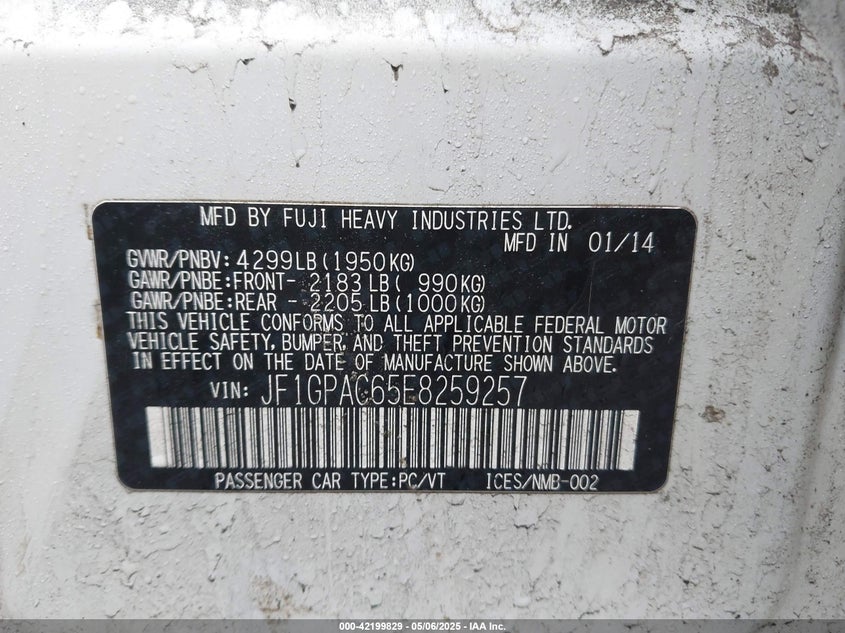 MFD BY FUJI HEAVY INDUSTRIES LTD.
MFD IN 01/14
GVWR/PNBV: 4299LB(1950KG)
GAWR/PNBE:FRONT- 2183LB( 990KG)
GAWR/PNBE:REAR - 2205LB(1000KG)
THIS VEHICLE CONFORMS TO ALL APPLICABLE FEDERAL MOTOR
VEHICLE SAFETY, BUMPER, AND THEFT PREVENTION STANDARDS
IN EFFECT ON THE DATE OF MANUFACTURE SHOWN ABOVE.
VIN: JF1GPAC65E8259257
PASSENGER CAR TYPE:PC/VT ICES/NMB-002
000-42199829 - 05/06/2025 - IAA Inc.